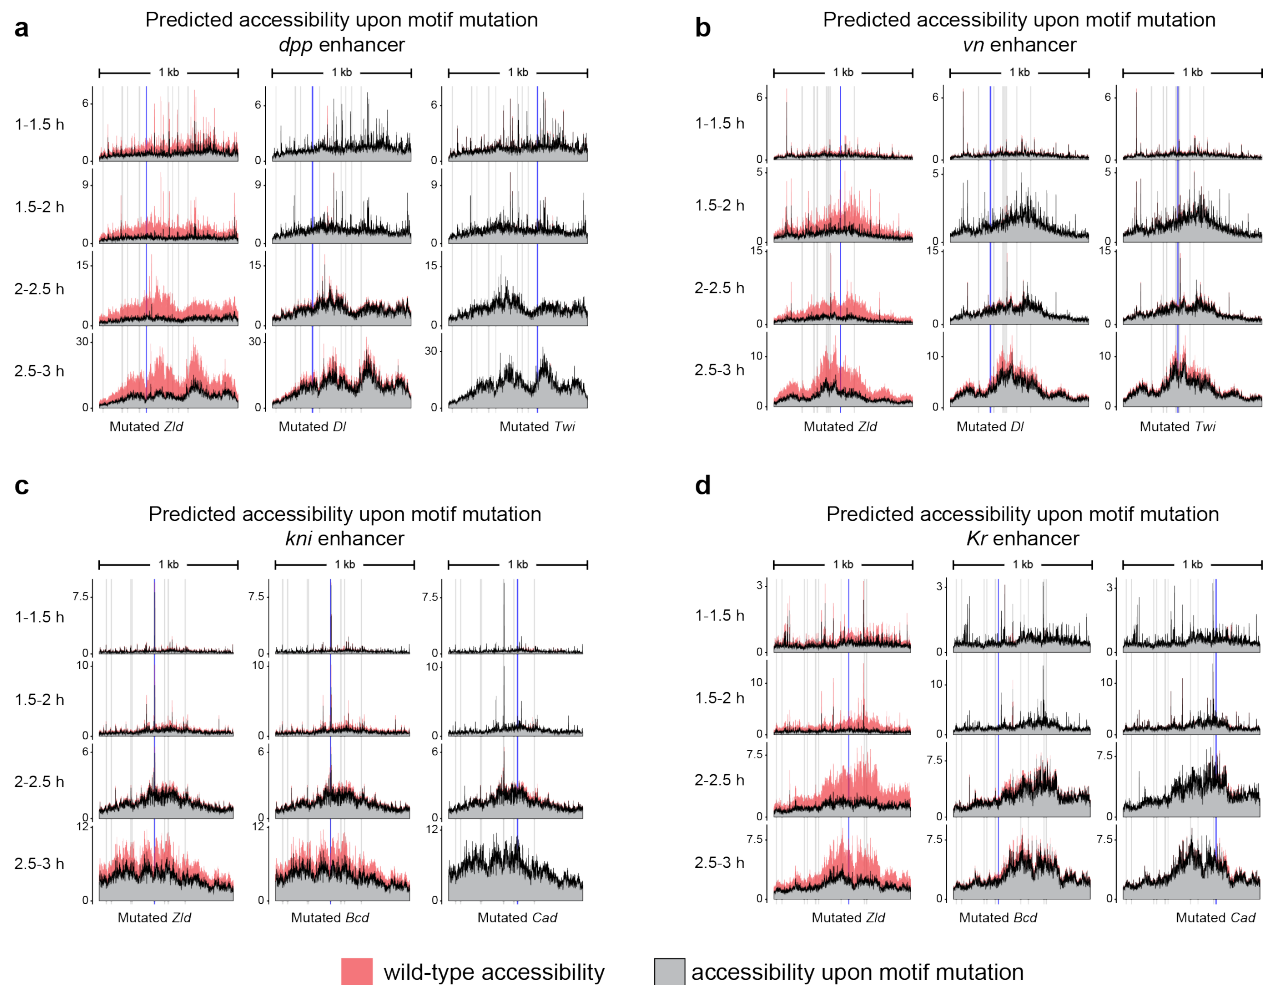 a
Predicted accessibility upon motif mutation
dpp enhancer
1 kb 1 kb 1 kb
1-1.5 h
6 0 6 0 6 0
1.5-2 h
9 0 9 0 9 0
2-2.5 h
15 0 15 0 15 0
2.5-3 h
30 0 30 0 30 0
Mutated Zld Mutated Dl Mutated Twi
b
Predicted accessibility upon motif mutation
vn enhancer
1 kb 1 kb 1 kb
1-1.5 h
6 0 6 0 6 0
1.5-2 h
5 0 5 0 5 0
2-2.5 h
15 0 15 0 15 0
2.5-3 h
10 0 10 0 10 0
Mutated Zld Mutated Dl Mutated Twi
c
Predicted accessibility upon motif mutation
kni enhancer
1 kb 1 kb 1 kb
1-1.5 h
7.5 0 7.5 0 7.5 0
1.5-2 h
10 0 10 0 10 0
2-2.5 h
6 0 6 0 6 0
2.5-3 h
12 0 12 0 12 0
Mutated Zld Mutated Bcd Mutated Cad
d
Predicted accessibility upon motif mutation
Kr enhancer
1 kb 1 kb 1 kb
1-1.5 h
3 0 3 0 3 0
1.5-2 h
10 0 10 0 10 0
2-2.5 h
7.5 0 7.5 0 7.5 0
2.5-3 h
7.5 0 7.5 0 7.5 0
Mutated Zld Mutated Bcd Mutated Cad
wild-type accessibility
accessibility upon motif mutation